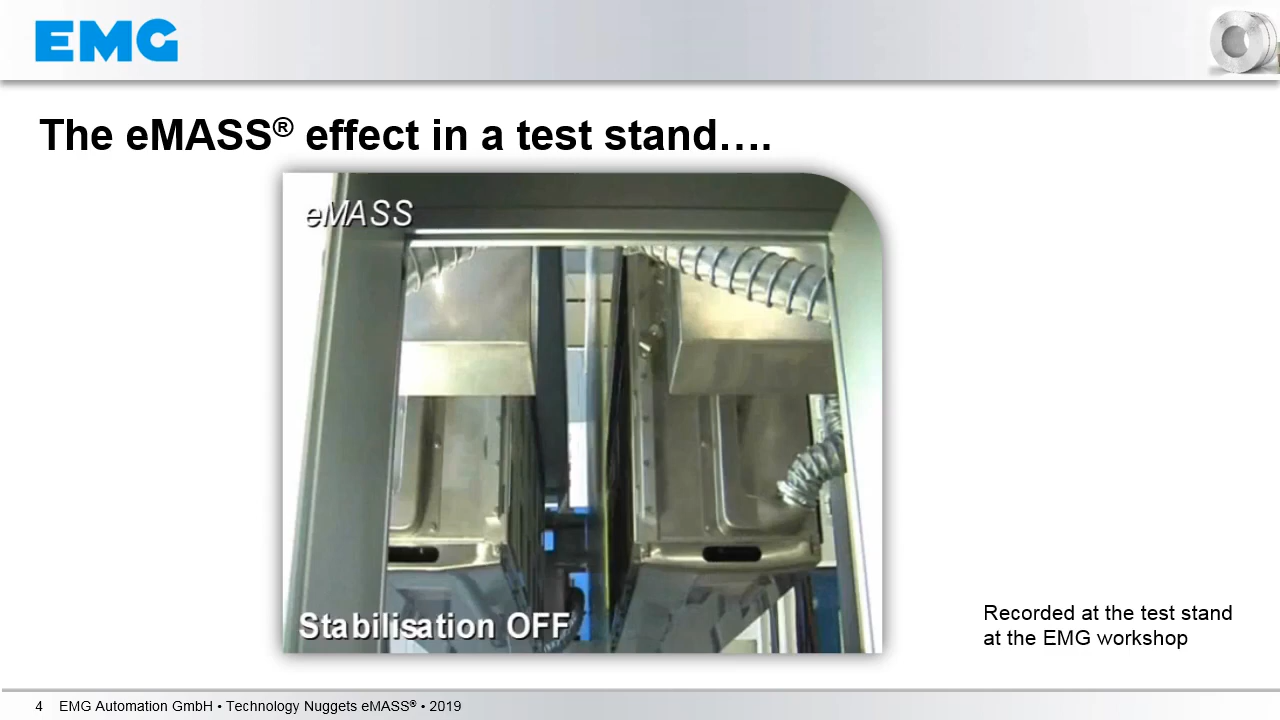 EMG
The eMASS® effect in a test stand….
eMASS
Stabilisation OFF
Recorded at the test stand
at the EMG workshop
4 EMG Automation GmbH • Technology Nuggets eMASS® • 2019